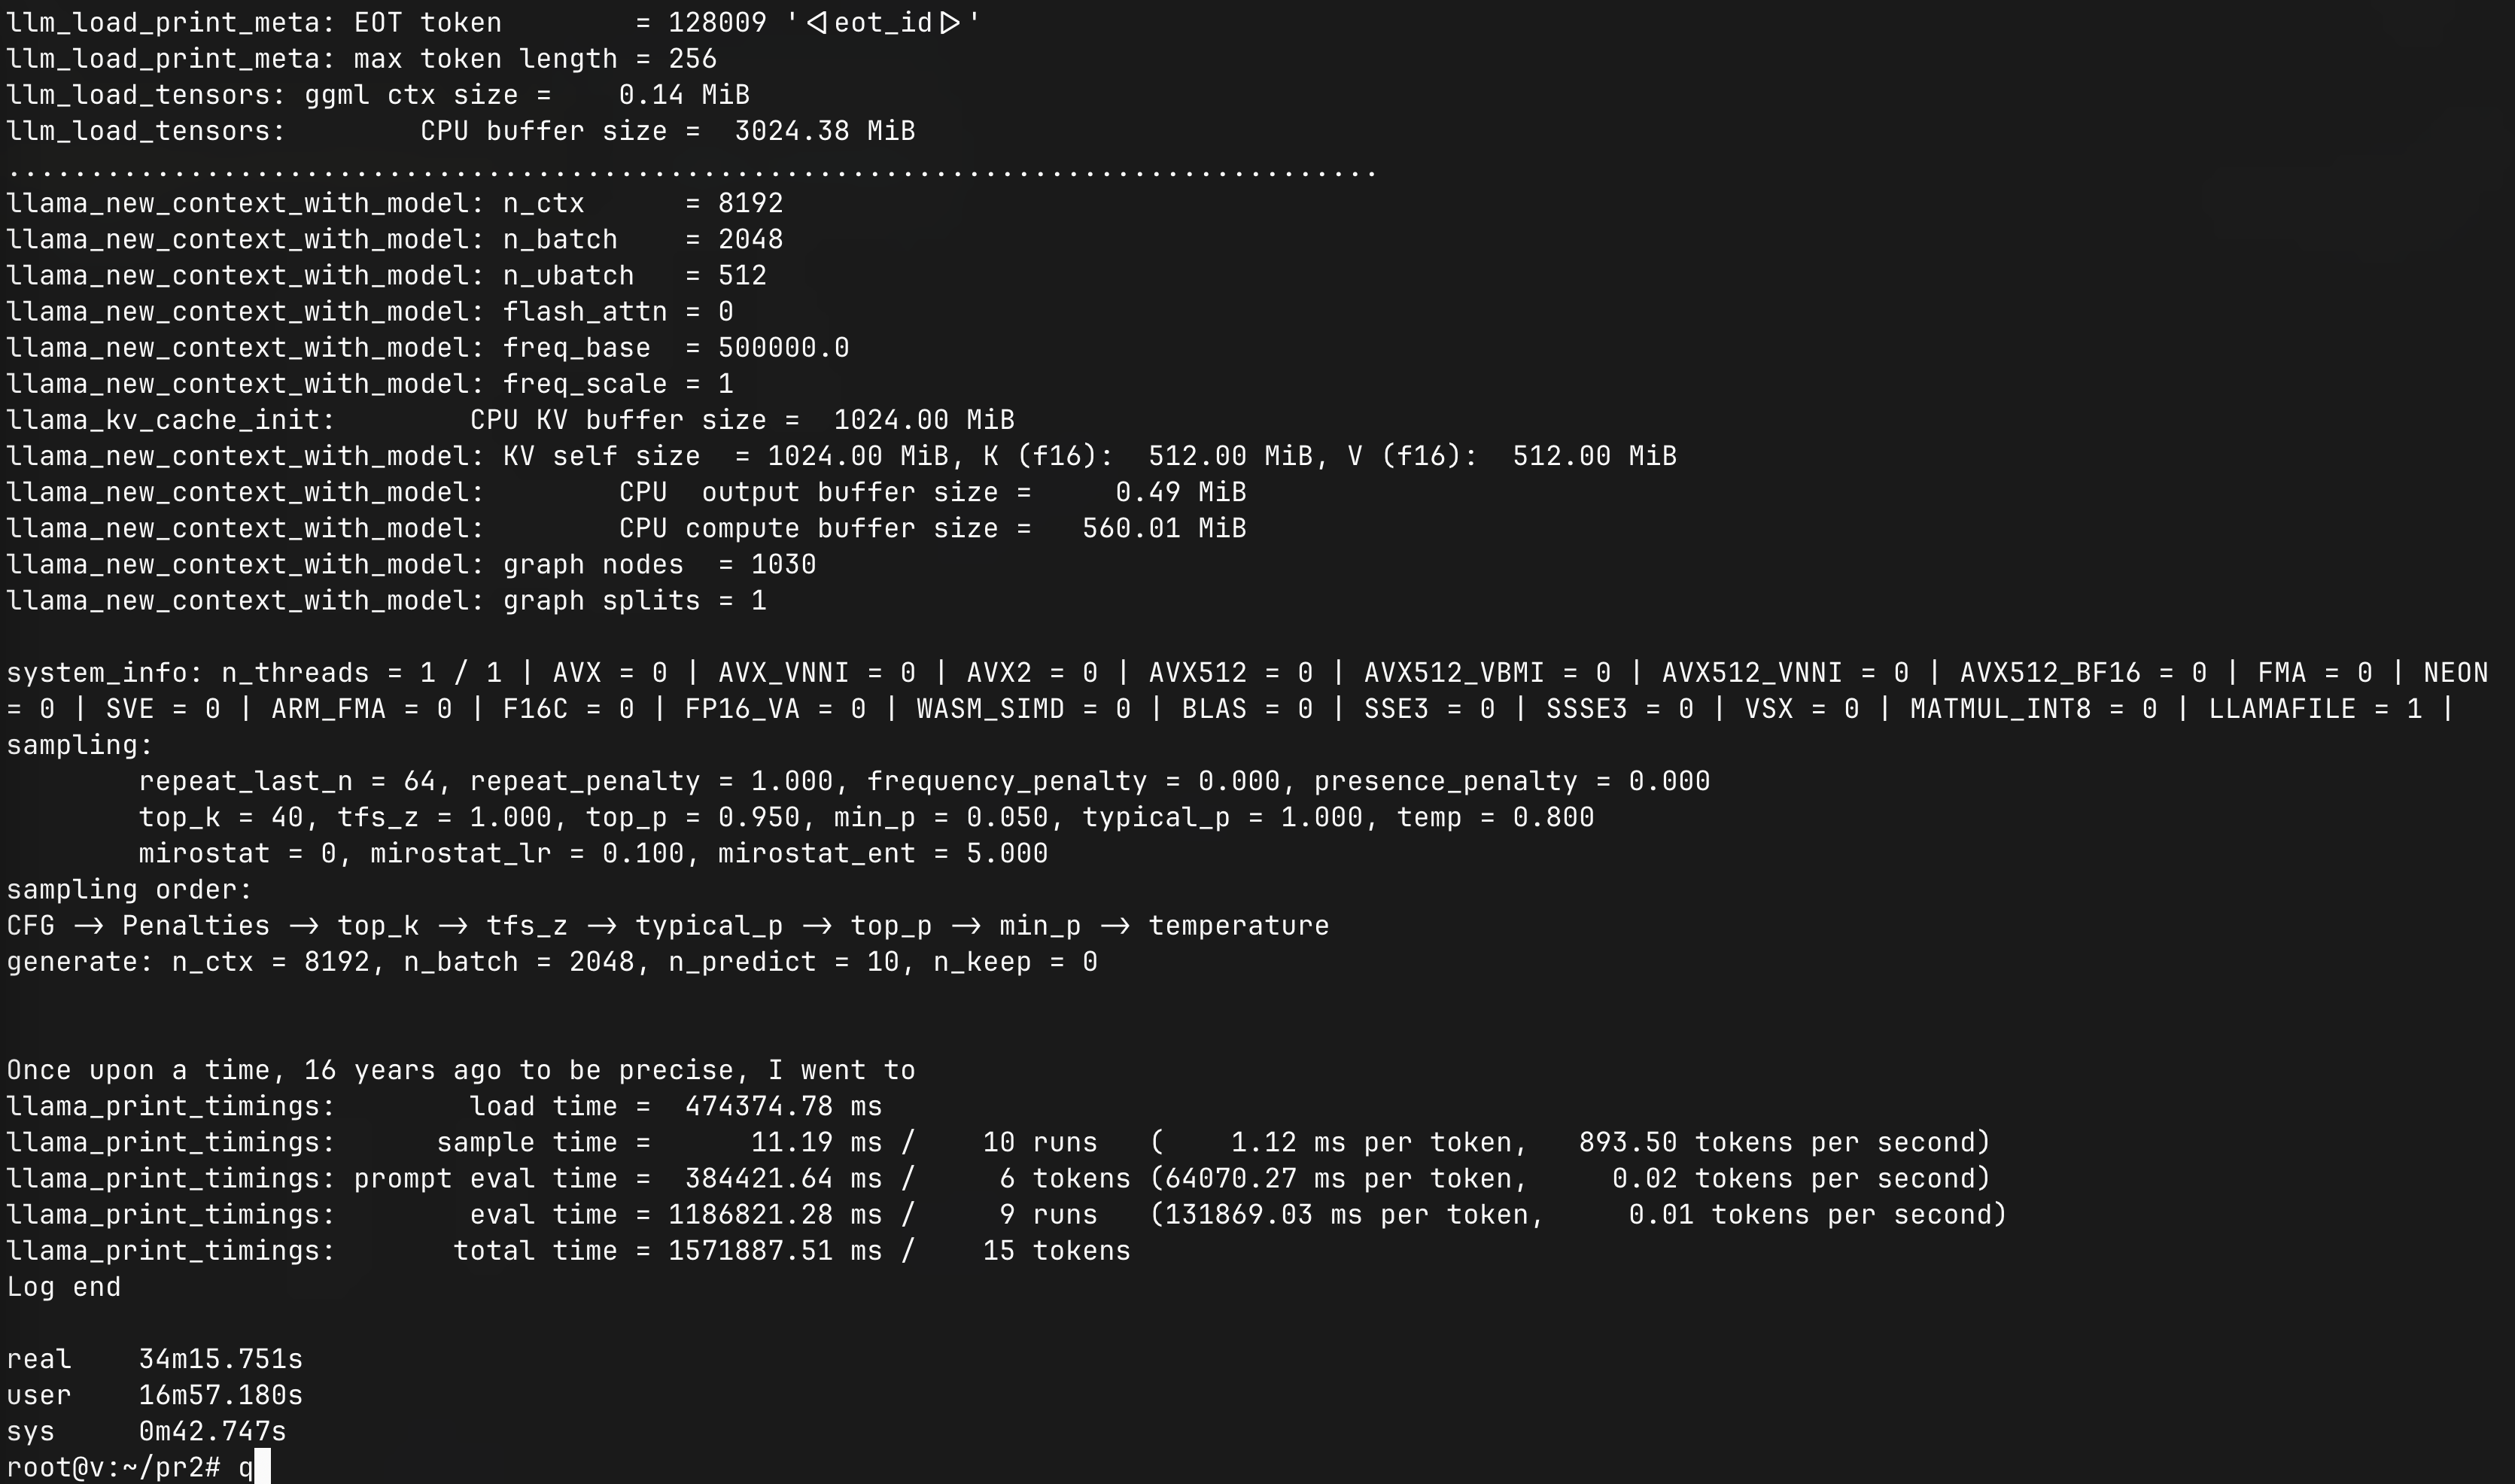 llm_load_print_meta: EOT token        = 128009 '<|eot_id|>'
llm_load_print_meta: max token length = 256
llm_load_tensors: ggml ctx size =    0.14 MiB
llm_load_tensors:        CPU buffer size =  3024.38 MiB
...................................................................................
llama_new_context_with_model: n_ctx      = 8192
llama_new_context_with_model: n_batch    = 2048
llama_new_context_with_model: n_ubatch   = 512
llama_new_context_with_model: flash_attn = 0
llama_new_context_with_model: freq_base  = 500000.0
llama_new_context_with_model: freq_scale = 1
llama_kv_cache_init:        CPU KV buffer size =  1024.00 MiB
llama_new_context_with_model: KV self size  = 1024.00 MiB, K (f16):  512.00 MiB, V (f16):  512.00 MiB
llama_new_context_with_model:        CPU  output buffer size =     0.49 MiB
llama_new_context_with_model:        CPU compute buffer size =   560.01 MiB
llama_new_context_with_model: graph nodes  = 1030
llama_new_context_with_model: graph splits = 1
system_info: n_threads = 1 / 1 | AVX = 0 | AVX_VNNI = 0 | AVX2 = 0 | AVX512 = 0 | AVX512_VBMI = 0 | AVX512_VNNI = 0 | AVX512_BF16 = 0 | FMA = 0 | NEON
= 0 | SVE = 0 | ARM_FMA = 0 | F16C = 0 | FP16_VA = 0 | WASM_SIMD = 0 | BLAS = 0 | SSE3 = 0 | SSSE3 = 0 | VSX = 0 | MATMUL_INT8 = 0 | LLAMAFILE = 1 |
sampling:
        repeat_last_n = 64, repeat_penalty = 1.000, frequency_penalty = 0.000, presence_penalty = 0.000
        top_k = 40, tfs_z = 1.000, top_p = 0.950, min_p = 0.050, typical_p = 1.000, temp = 0.800
        mirostat = 0, mirostat_lr = 0.100, mirostat_ent = 5.000
sampling order:
CFG -> Penalties -> top_k -> tfs_z -> typical_p -> top_p -> min_p -> temperature
generate: n_ctx = 8192, n_batch = 2048, n_predict = 10, n_keep = 0
Once upon a time, 16 years ago to be precise, I went to
llama_print_timings:        load time =  474374.78 ms
llama_print_timings:      sample time =      11.19 ms /    10 runs   (    1.12 ms per token,   893.50 tokens per second)
llama_print_timings: prompt eval time =  384421.64 ms /     6 tokens (64070.27 ms per token,     0.02 tokens per second)
llama_print_timings:        eval time = 1186821.28 ms /     9 runs   (131869.03 ms per token,     0.01 tokens per second)
llama_print_timings:       total time = 1571887.51 ms /    15 tokens
Log end
real    34m15.751s
user    16m57.180s
sys     0m42.747s
root@v:~/pr2# q